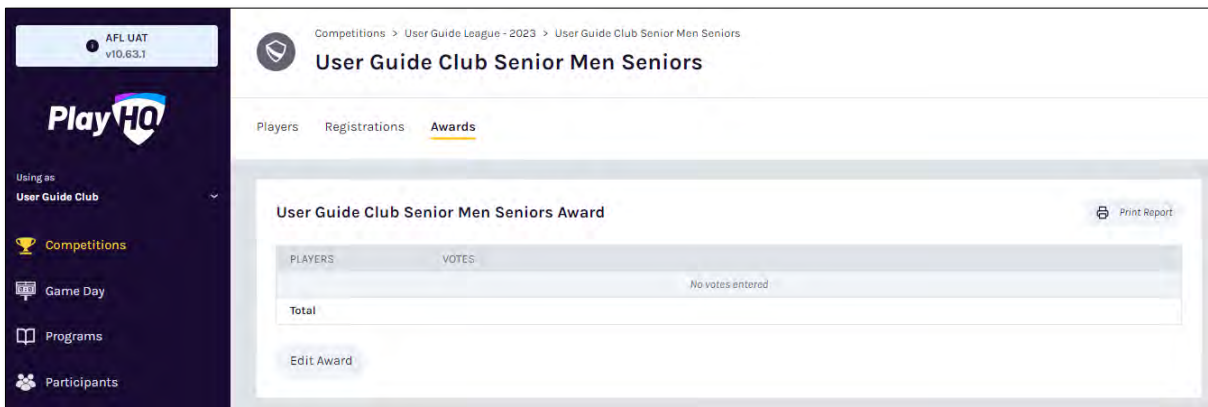 AFL UAT
v10.63.1
PlayHQ
Using as
User Guide Club
Competitions
Game Day
Programs
Participants
Competitions > User Guide League - 2023 > User Guide Club Senior Men Seniors
User Guide Club Senior Men Seniors
Players Registrations Awards
User Guide Club Senior Men Seniors Award
Print Report
PLAYERS VOTES
No votes entered
Total
Edit Award